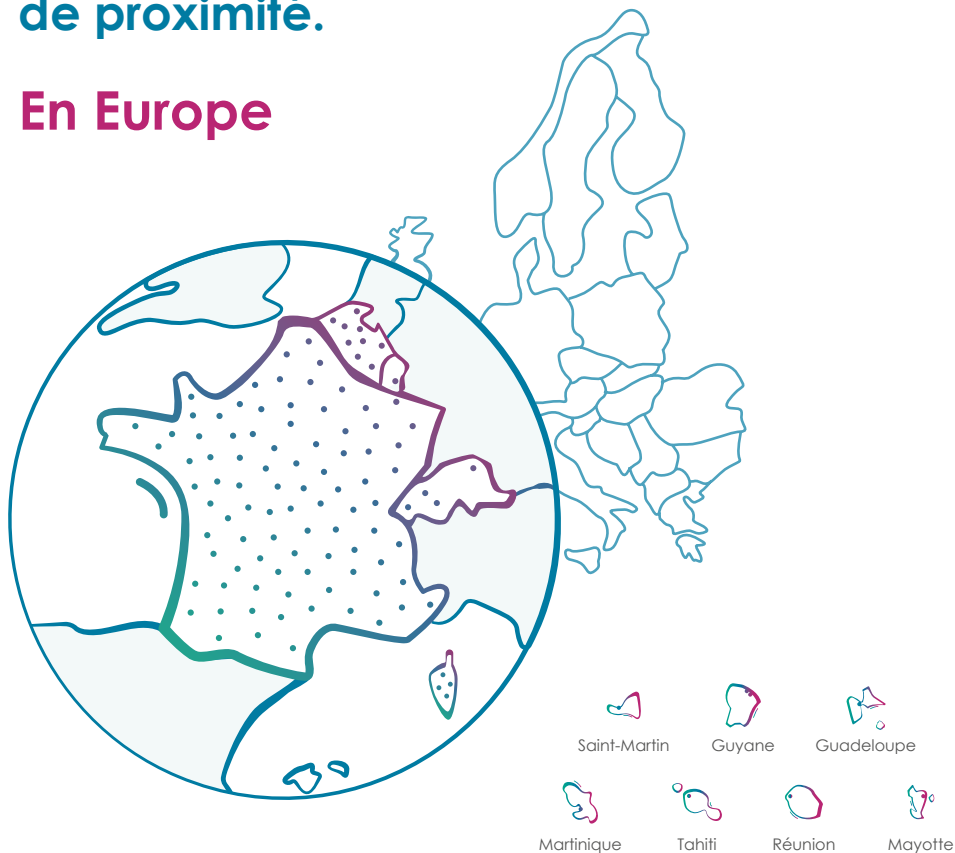 de proximité.
En Europe
Saint-Martin
Guyane
Guadeloupe
Martinique
Tahiti
Réunion
Mayotte